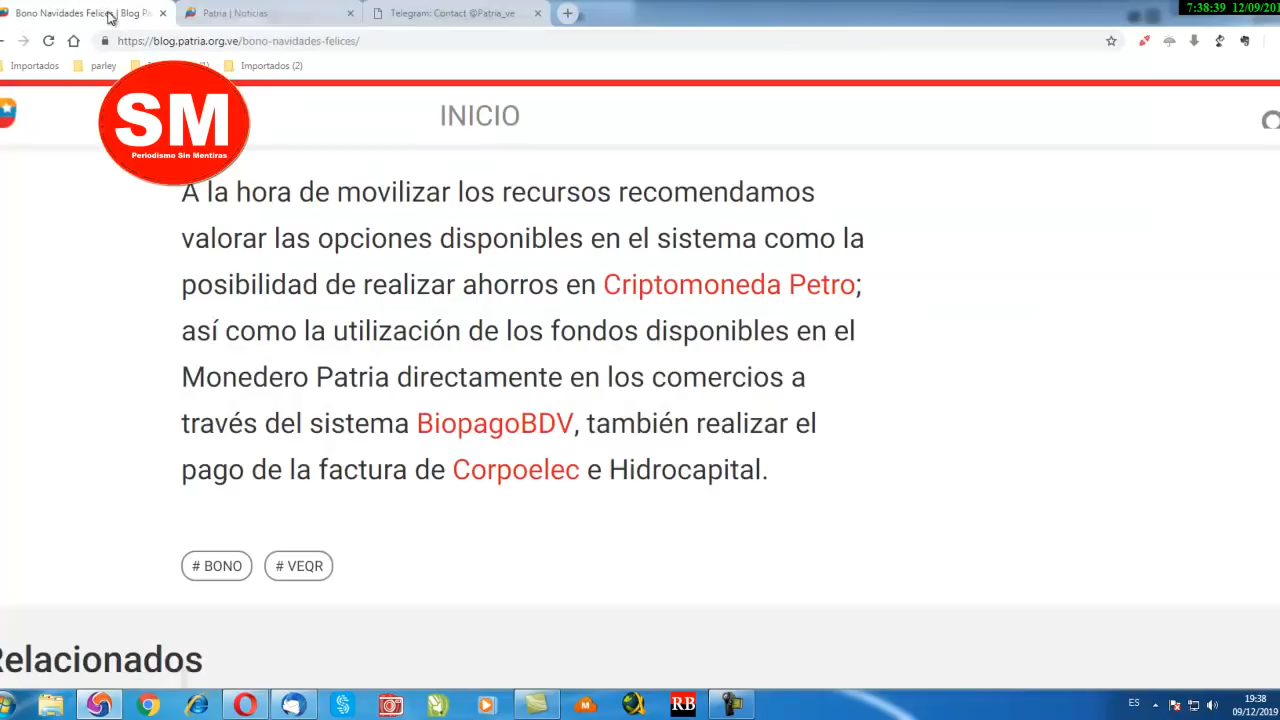 7:38:39 12/09/201
Bono Navidades Felices | Blog Pa
Patria | Noticias
Telegram: Contact @Patria_ve
https://blog.patria.org.ve/bono-navidades-felices/
Importados
parley
(1)
Importados (2)
SM
Periodismo Sin Mentiras
INICIO
A la hora de movilizar los recursos recomendamos
valorar las opciones disponibles en el sistema como la
posibilidad de realizar ahorros en Criptomoneda Petro;
así como la utilización de los fondos disponibles en el
Monedero Patria directamente en los comercios a
través del sistema BiopagoBDV, también realizar el
pago de la factura de Corpoelec e Hidrocapital.
# BONO
# VEQR
Relacionados
RB
ES
19:38
09/12/2019